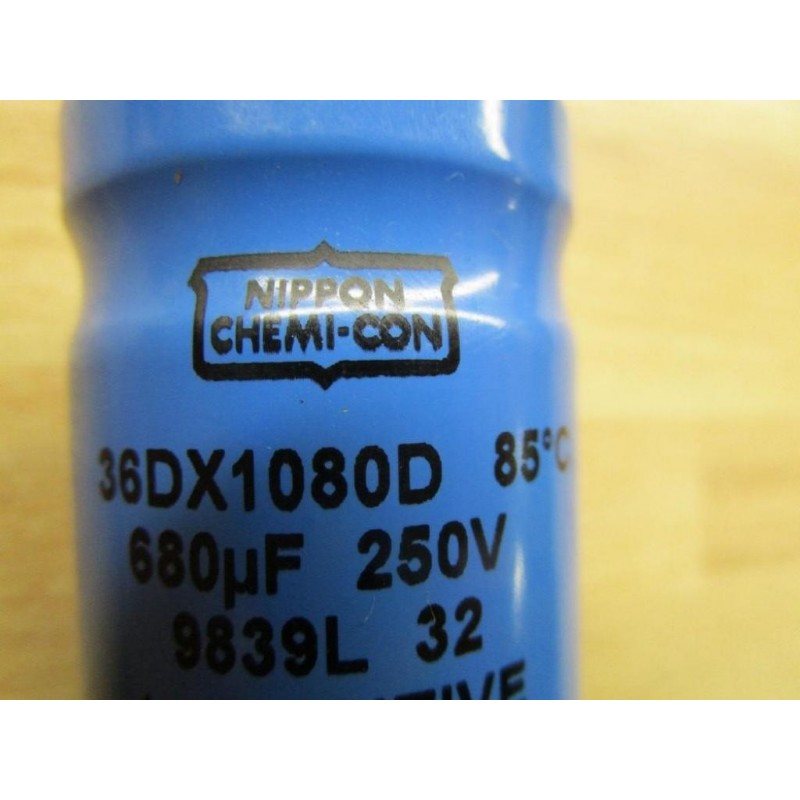 NIPPON
CHEMI-CON
36DX1080D 85°C
680µF 250V
9839L 32